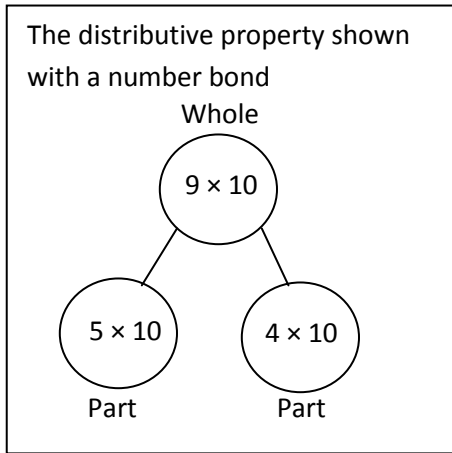 The distributive property shown
with a number bond
Whole
9 × 10
5 × 10 4 × 10
Part Part